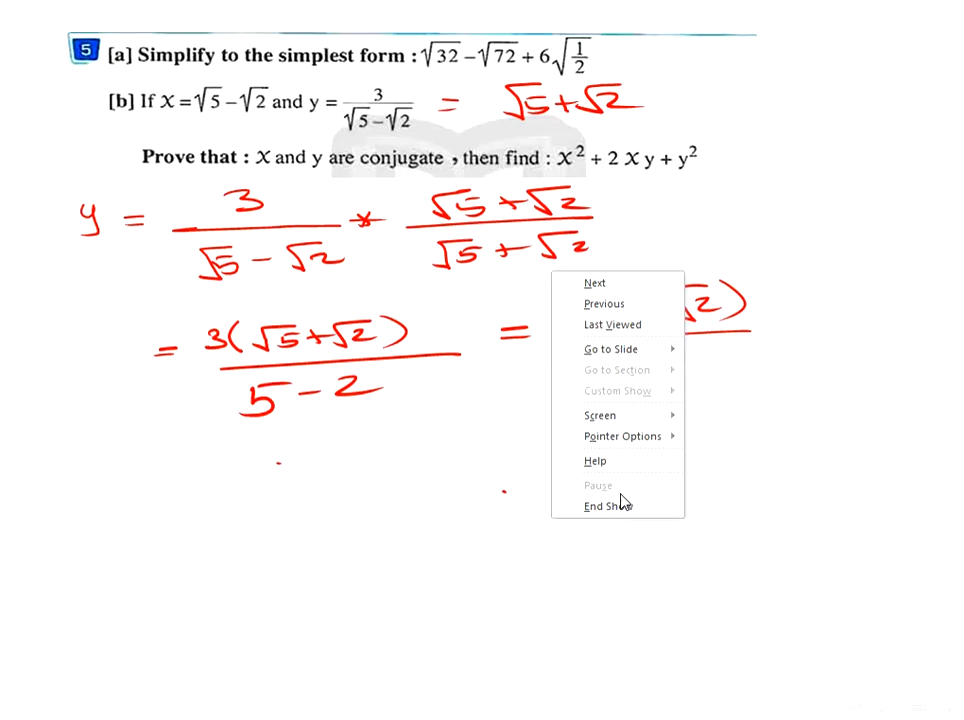 5 [a] Simplify to the simplest form : √32 − √72 + 6√(1/2)
[b] If x = √5 − √2 and y = 3/(√5 − √2) = √5 + √2
Prove that : x and y are conjugate , then find : x² + 2 x y + y²
y = 3/(√5 − √2) * (√5 + √2)/(√5 + √2)
= 3(√5 + √2)/(5 − 2) = √2)
Next
Previous
Last Viewed
Go to Slide
Go to Section
Custom Show
Screen
Pointer Options
Help
Pause
End Show